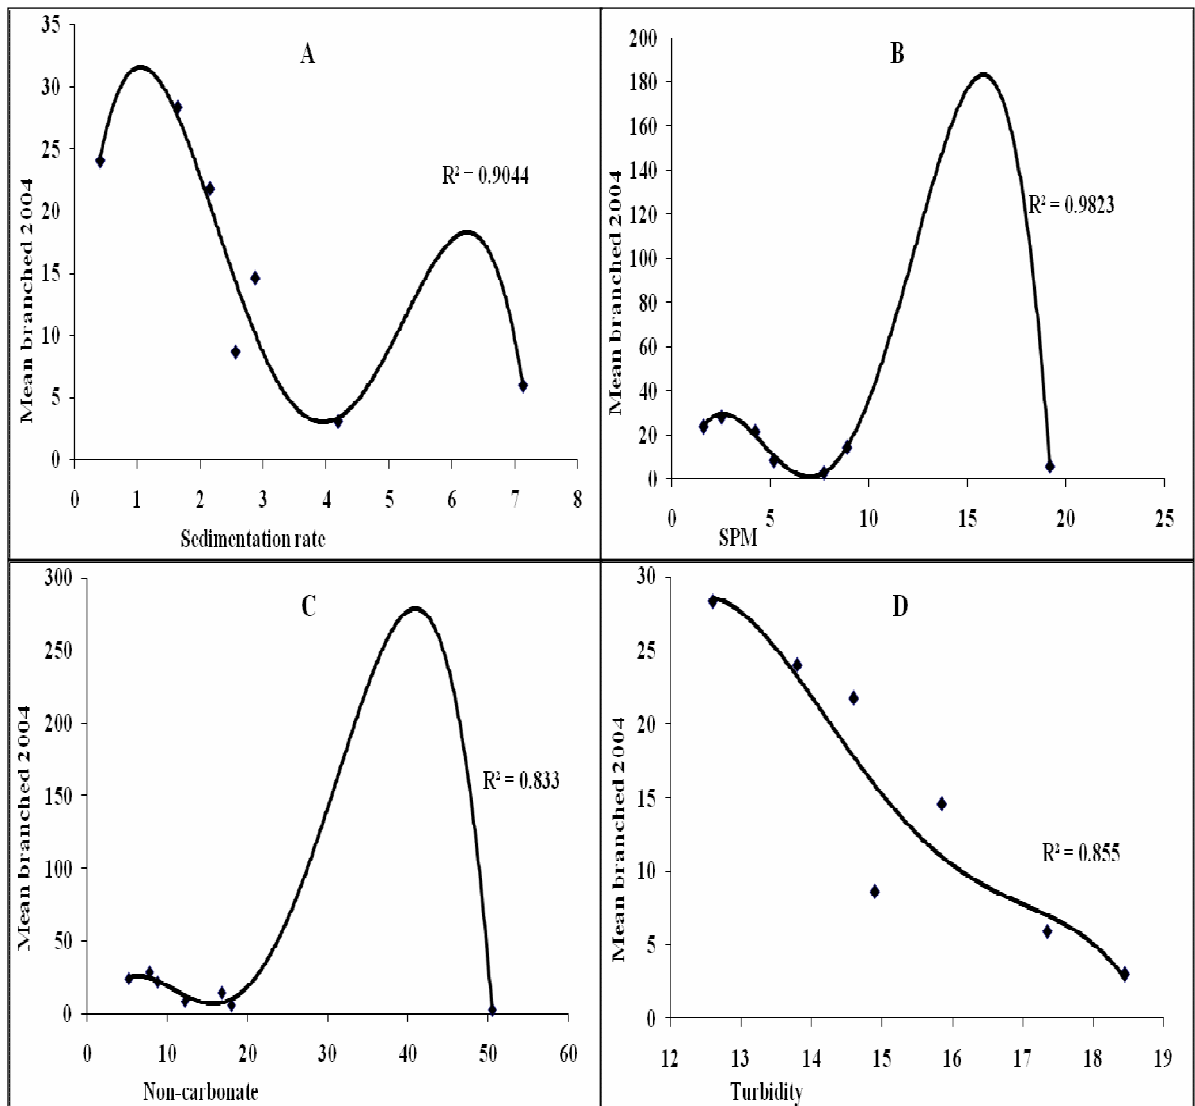 A
Mean branched 2004
35
30
25
20
15
10
5
0
R² = 0.9044
0 1 2 3 4 5 6 7 8
Sedimentation rate
B
Mean branched 2004
200
180
160
140
120
100
80
60
40
20
0
R² = 0.9823
0 5 10 15 20 25
SPM
C
Mean branched 2004
300
250
200
150
100
50
0
R² = 0.833
0 10 20 30 40 50 60
Non-carbonate
D
Mean branched 2004
30
25
20
15
10
5
0
R² = 0.855
12 13 14 15 16 17 18 19
Turbidity